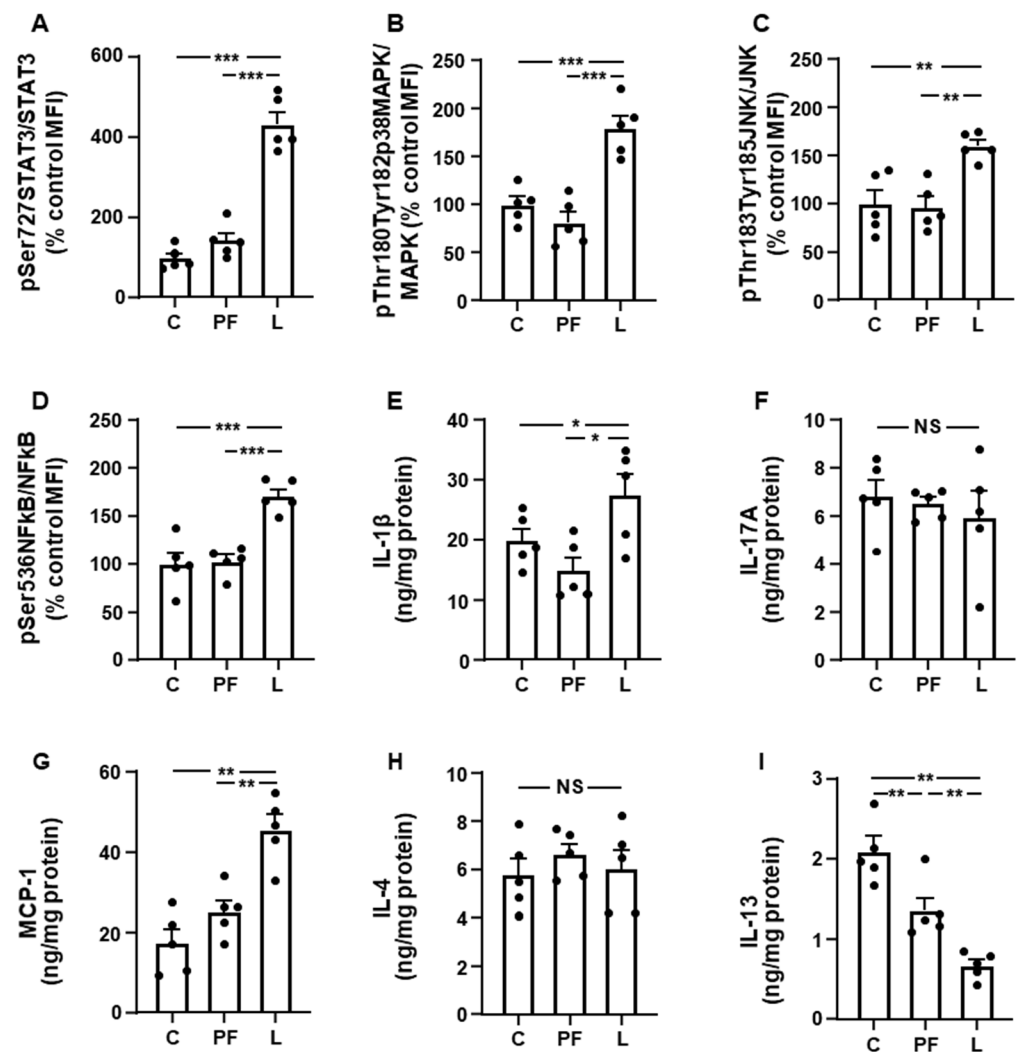 A
pSer727STAT3/STAT3
(% control MFI)
600
400
200
0
***
***
C PF L
B
pThr180Tyr182p38MAPK/
MAPK (% control MFI)
250
200
150
100
50
0
***
***
C PF L
C
pThr183Tyr185JNK/JNK
(% control MFI)
250
200
150
100
50
0
**
**
C PF L
D
pSer536NFkB/NFkB
(% control MFI)
250
200
150
100
50
0
***
***
C PF L
E
IL-1β
(ng/mg protein)
40
30
20
10
0
*
*
C PF L
F
IL-17A
(ng/mg protein)
10
8
6
4
2
0
NS
C PF L
G
MCP-1
(ng/mg protein)
60
40
20
0
**
**
C PF L
H
IL-4
(ng/mg protein)
10
8
6
4
2
0
NS
C PF L
I
IL-13
(ng/mg protein)
3
2
1
0
**
** **
C PF L